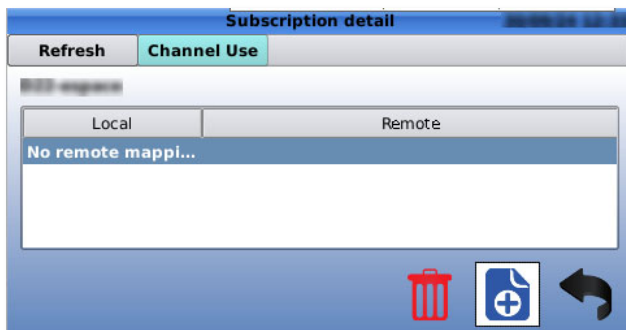 Subscription detail
Refresh Channel Use
Local Remote
No remote mappi...